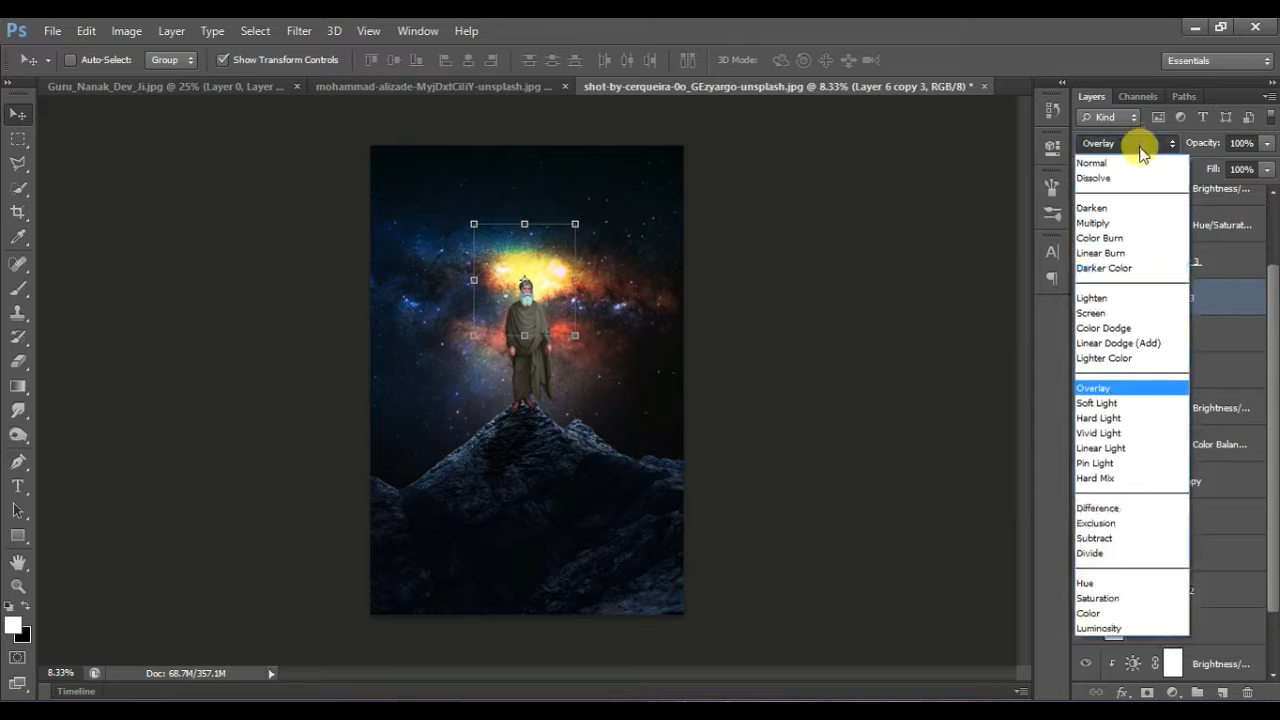 Ps File Edit Image Layer Type Select Filter 3D View Window Help
Auto-Select: Group Show Transform Controls 3D Mode: Essentials
Guru_Nanak_Dev_Ji.jpg @ 25% (Layer 0, Layer ... × mohammad-alizade-MyjDxtCiliY-unsplash.jpg ... × shot-by-cerqueira-0o_GEzyargo-unsplash.jpg @ 8.33% (Layer 6 copy 3, RGB/8) * ×
Layers Channels Paths
Kind
Overlay Opacity: 100%
Normal
Fill: 100%
Dissolve
Brightness/...
Darken
Multiply
Hue/Saturat...
Color Burn
Linear Burn
3
Darker Color
Lighten
3
Screen
Color Dodge
Linear Dodge (Add)
Lighter Color
Overlay
Soft Light
Brightness/...
Hard Light
Vivid Light
Color Balan...
Linear Light
Pin Light
Hard Mix
py
Difference
Exclusion
Subtract
Divide
Hue
2
Saturation
Color
Luminosity
Brightness/...
8.33% Doc: 68.7M/357.1M
Timeline